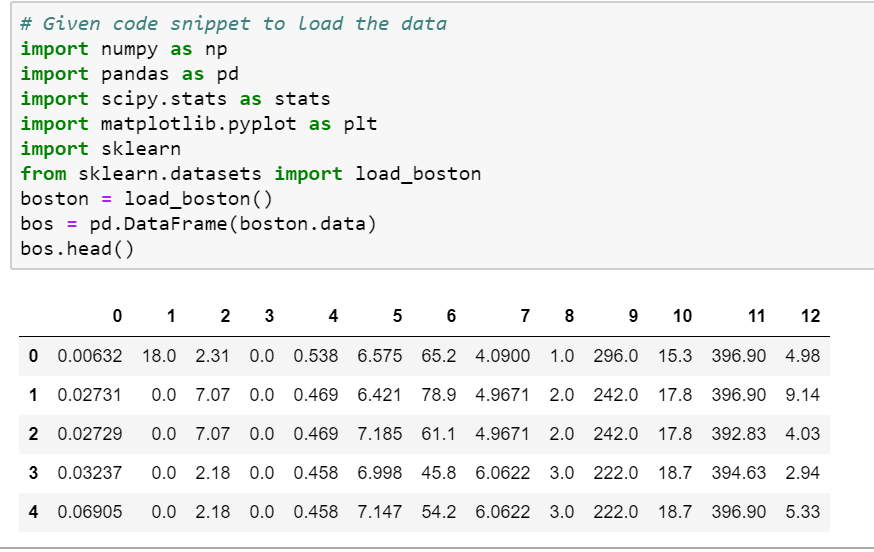 # Given code snippet to load the data
import numpy as np
import pandas as pd
import scipy.stats as stats
import matplotlib.pyplot as plt
import sklearn
from sklearn.datasets import load_boston
boston = load_boston()
bos = pd.DataFrame(boston.data)
bos.head()
0 1 2 3 4 5 6 7 8 9 10 11 12
0 0.00632 18.0 2.31 0.0 0.538 6.575 65.2 4.0900 1.0 296.0 15.3 396.90 4.98
1 0.02731 0.0 7.07 0.0 0.469 6.421 78.9 4.9671 2.0 242.0 17.8 396.90 9.14
2 0.02729 0.0 7.07 0.0 0.469 7.185 61.1 4.9671 2.0 242.0 17.8 392.83 4.03
3 0.03237 0.0 2.18 0.0 0.458 6.998 45.8 6.0622 3.0 222.0 18.7 394.63 2.94
4 0.06905 0.0 2.18 0.0 0.458 7.147 54.2 6.0622 3.0 222.0 18.7 396.90 5.33